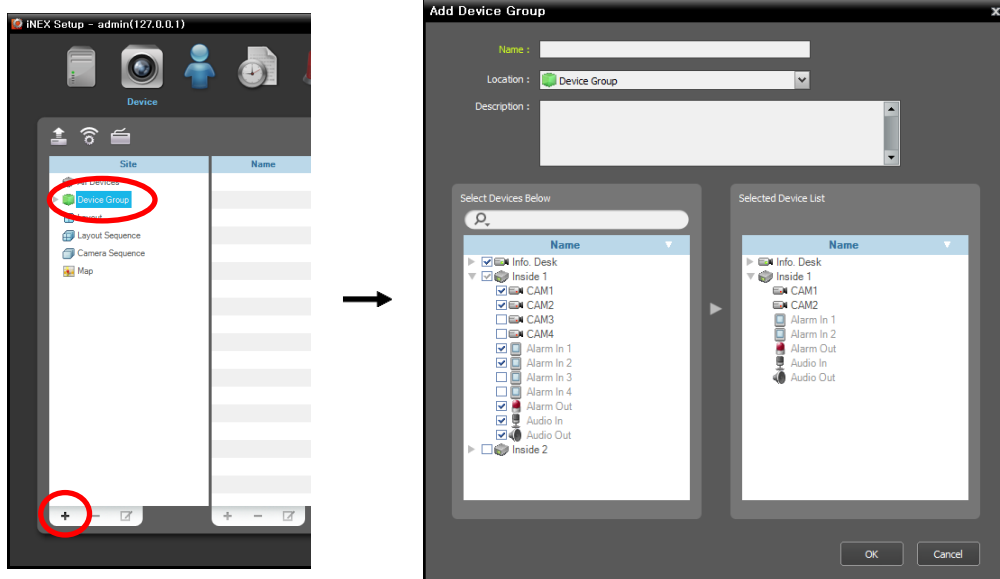 iNEX Setup - admin(127.0.0.1)
Device
Site
Name
All Devices
Device Group
Layout
Layout Sequence
Camera Sequence
Map
Add Device Group
Name :
Location :
Device Group
Description :
Select Devices Below
Name
Info. Desk
Inside 1
CAM1
CAM2
CAM3
CAM4
Alarm In 1
Alarm In 2
Alarm In 3
Alarm In 4
Alarm Out
Audio In
Audio Out
Inside 2
Selected Device List
Name
Info. Desk
Inside 1
CAM1
CAM2
Alarm In 1
Alarm In 2
Alarm Out
Audio In
Audio Out
OK
Cancel